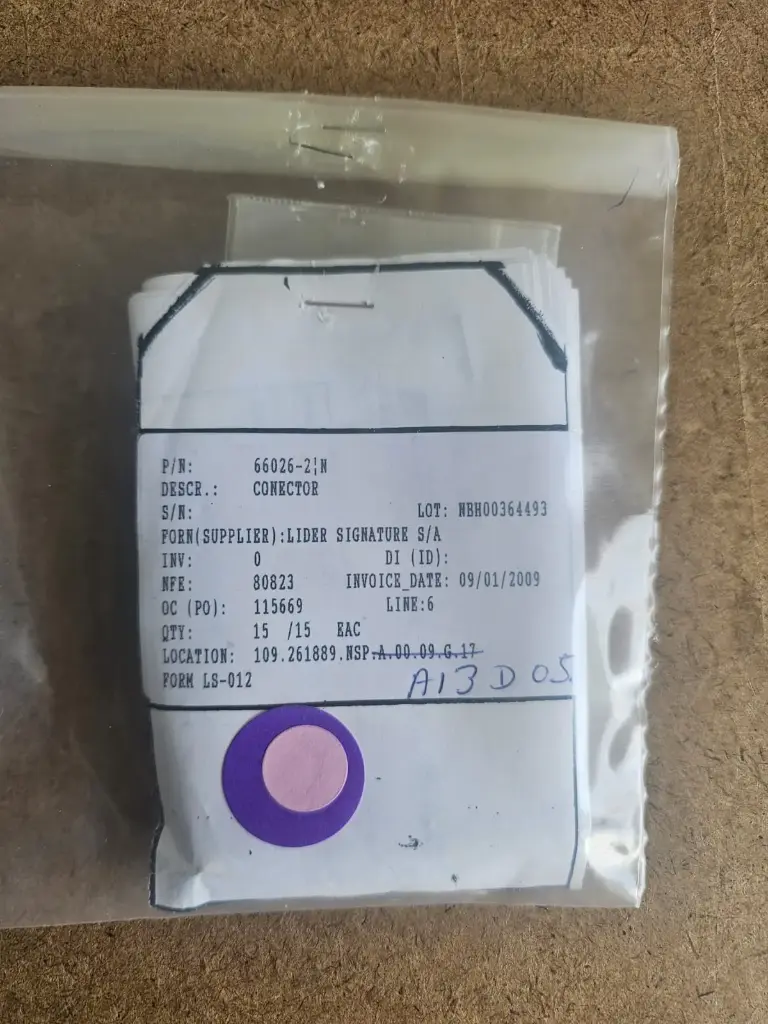 P/N: 66026-2¦N
DESCR.: CONECTOR
S/N: LOT: NBH00364493
FORN(SUPPLIER):LIDER SIGNATURE S/A
INV: 0 DI (ID):
NFE: 80823 INVOICE_DATE: 09/01/2009
OC (PO): 115669 LINE:6
QTY: 15 /15 EAC
LOCATION: 109.261889.NSP.A.00.09.G.17
FORM LS-012 A13 D 05